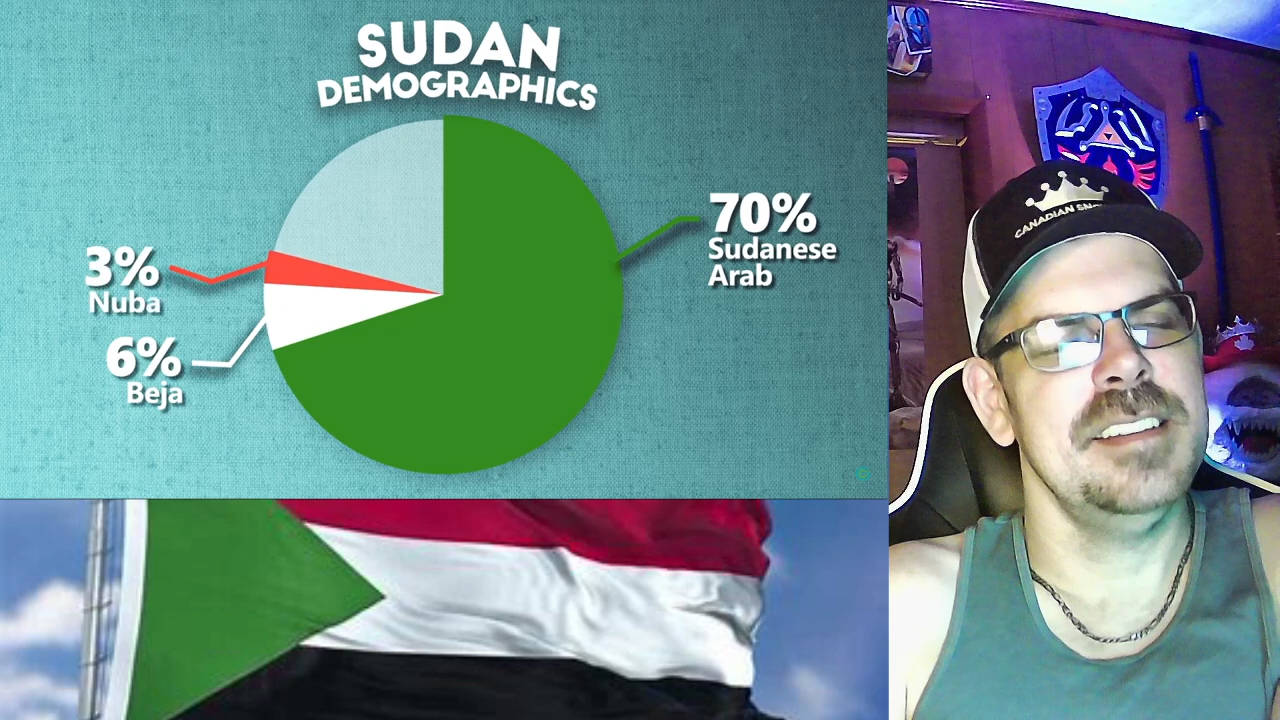 SUDAN
DEMOGRAPHICS
70%
Sudanese
Arab
3%
Nuba
6%
Beja
CANADIAN